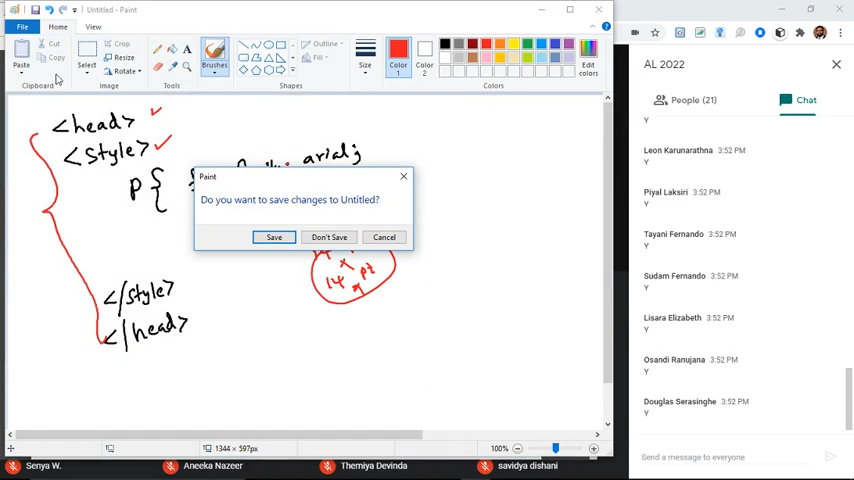 Untitled - Paint
File
Home
View
Paste
Cut
Copy
Clipboard
Select
Crop
Resize
Rotate
Image
Tools
Brushes
Outline
Fill
Shapes
Size
Color 1
Color 2
Edit colors
Colors
<head>
<style>
p{
arial;
</style>
</head>
14 pt
Paint
Do you want to save changes to Untitled?
Save
Don't Save
Cancel
1344 × 597px
100%
Senya W.
Aneeka Nazeer
Themiya Devinda
savidya dishani
AL 2022
People (21)
Chat
Y
Leon Karunarathna 3:52 PM
Y
Piyal Laksiri 3:52 PM
Y
Tayani Fernando 3:52 PM
Y
Sudam Fernando 3:52 PM
Y
Lisara Elizabeth 3:52 PM
Y
Osandi Ranujana 3:52 PM
Y
Douglas Serasinghe 3:52 PM
Y
Send a message to everyone